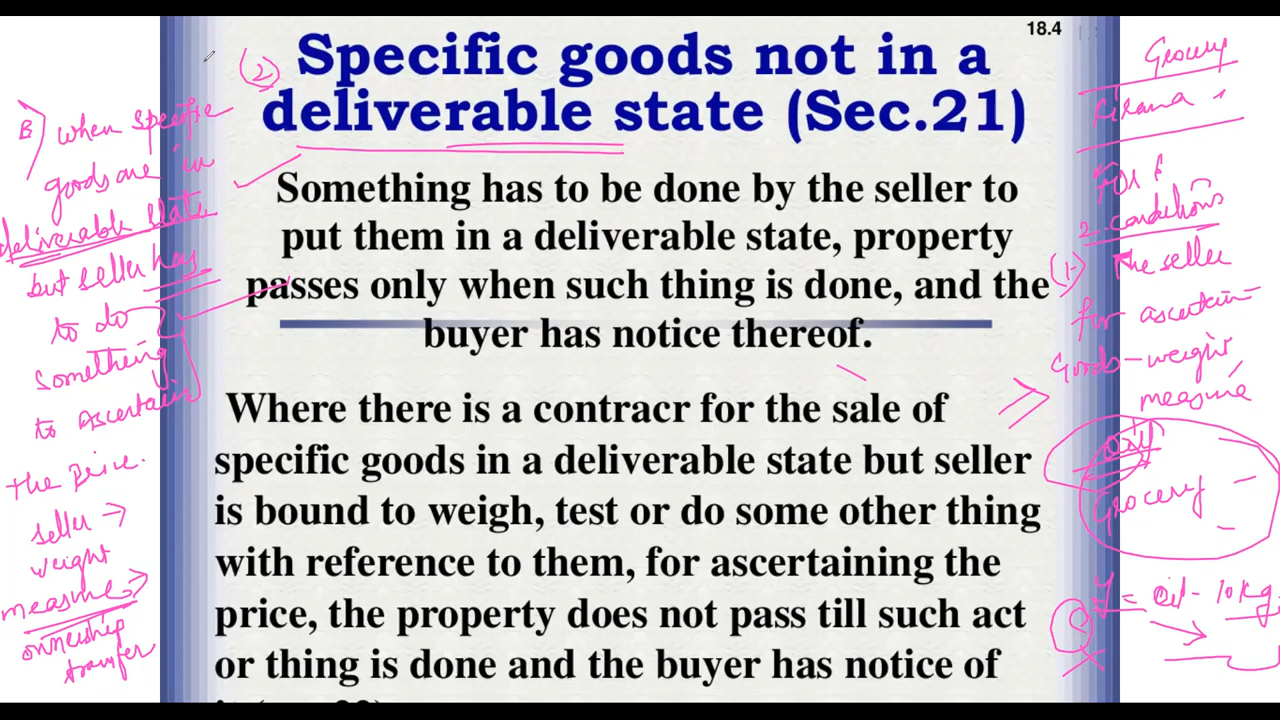 18.4
Specific goods not in a
deliverable state (Sec.21)
Something has to be done by the seller to
put them in a deliverable state, property
passes only when such thing is done, and the
buyer has notice thereof.
Where there is a contracr for the sale of
specific goods in a deliverable state but seller
is bound to weigh, test or do some other thing
with reference to them, for ascertaining the
price, the property does not pass till such act
or thing is done and the buyer has notice of
(2)
B) when specific
goods are in
deliverable state
but seller has
to do
something
to ascertain
the price.
seller →
weight
measure
ownership
transfer
Grocery
Kirana
For
2 conditions
(1) The seller
for ascertain
Goods - weight
measure
Grocery
Y = oil - 10 kg.
X